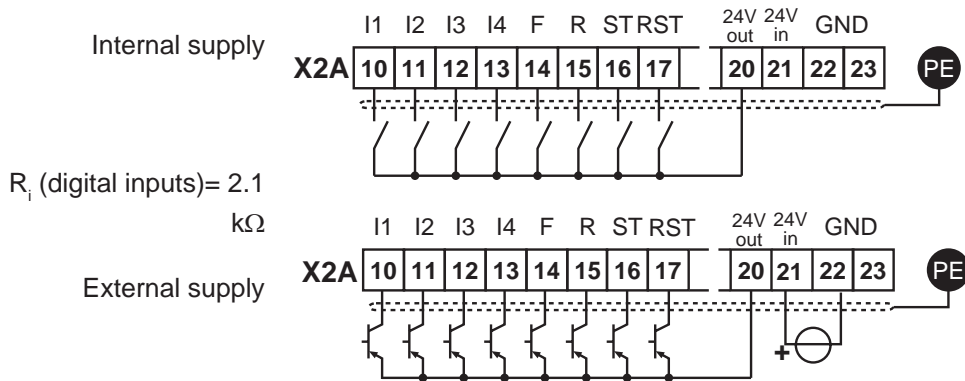 I1 I2 I3 I4 F R ST RST 24V out 24V in GND
Internal supply
X2A 10 11 12 13 14 15 16 17 20 21 22 23 PE
R_i (digital inputs)= 2.1
kΩ
I1 I2 I3 I4 F R ST RST 24V out 24V in GND
X2A 10 11 12 13 14 15 16 17 20 21 22 23 PE
External supply
+